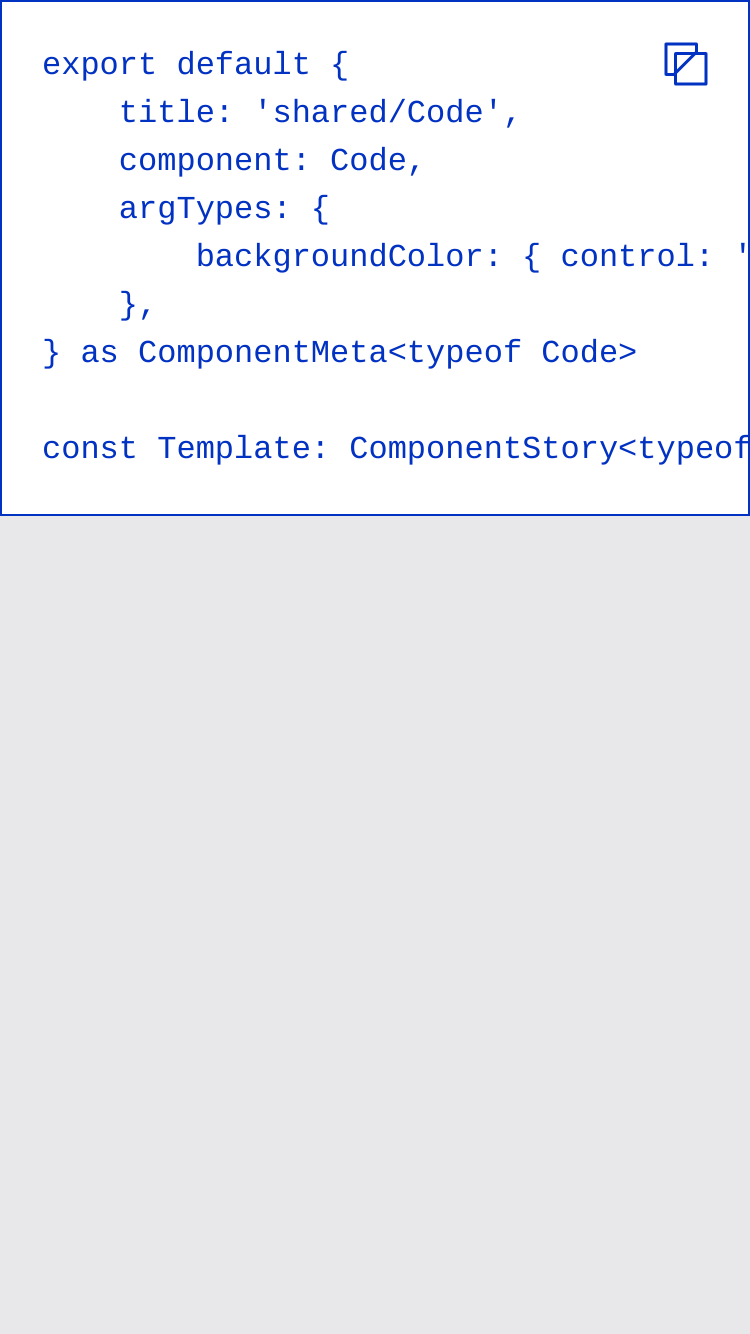 export default {
    title: 'shared/Code',
    component: Code,
    argTypes: {
        backgroundColor: { control: '
    },
} as ComponentMeta<typeof Code>

const Template: ComponentStory<typeof